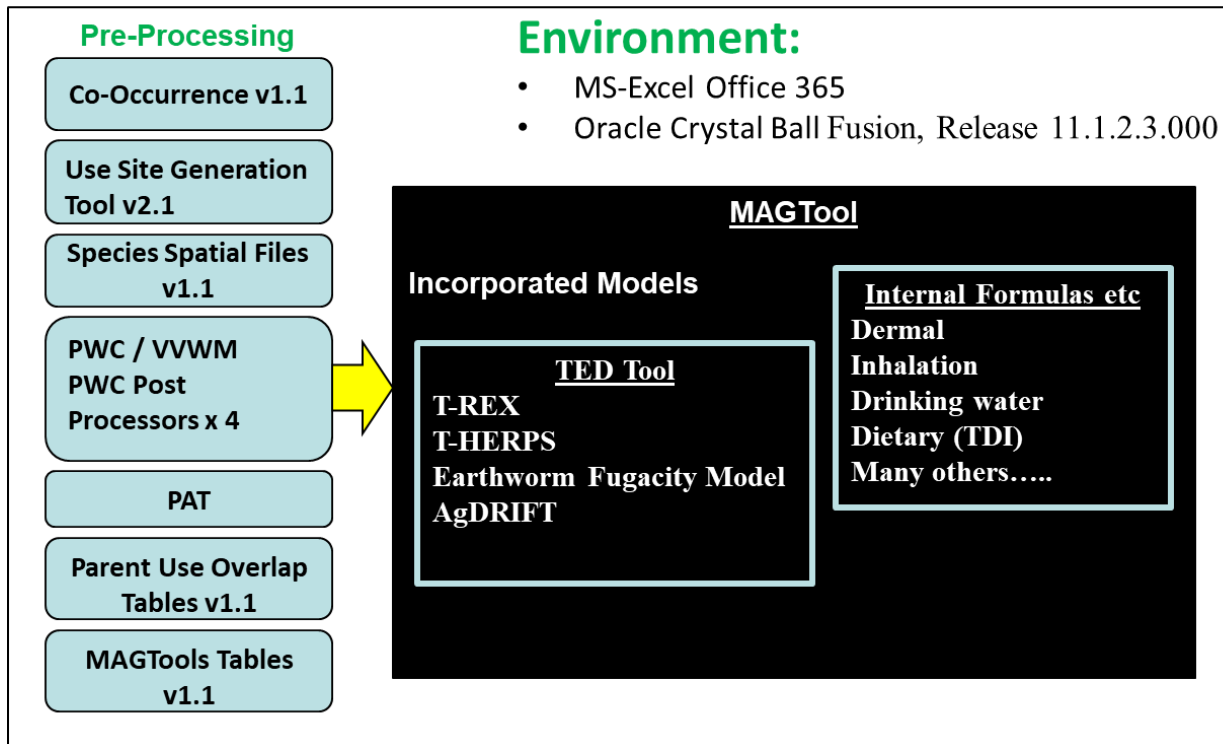 Pre-Processing
Co-Occurrence v1.1
Use Site Generation
Tool v2.1
Species Spatial Files
v1.1
PWC / VVWM
PWC Post
Processors x 4
PAT
Parent Use Overlap
Tables v1.1
MAGTools Tables
v1.1
Environment:
• MS-Excel Office 365
• Oracle Crystal Ball Fusion, Release 11.1.2.3.000
MAGTool
Incorporated Models
TED Tool
T-REX
T-HERPS
Earthworm Fugacity Model
AgDRIFT
Internal Formulas etc
Dermal
Inhalation
Drinking water
Dietary (TDI)
Many others…..